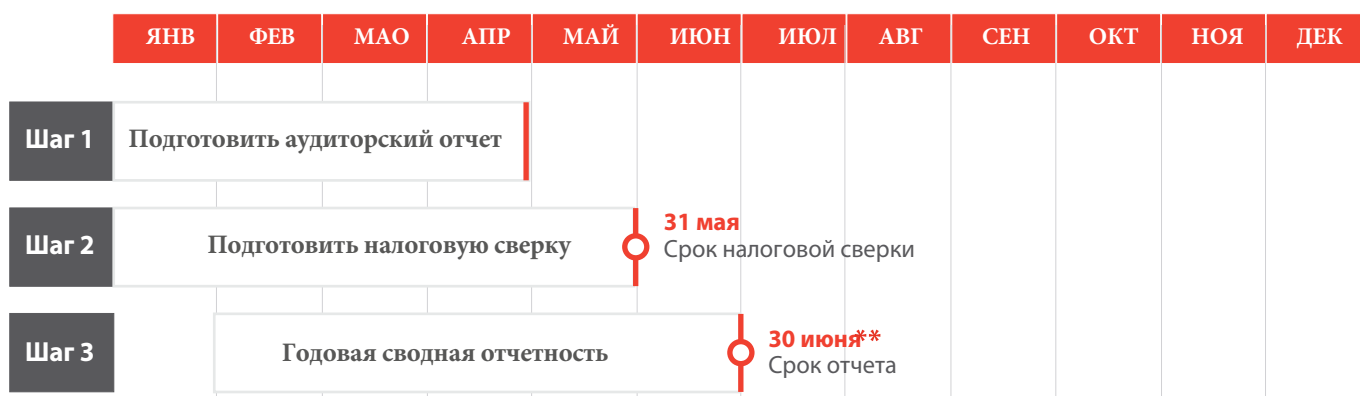 ЯНВ ФЕВ МАО АПР МАЙ ИЮН ИЮЛ АВГ СЕН ОКТ НОЯ ДЕК
Шаг 1 Подготовить аудиторский отчет
Шаг 2 Подготовить налоговую сверку
31 мая
Срок налоговой сверки
Шаг 3 Годовая сводная отчетность
30 июня**
Срок отчета